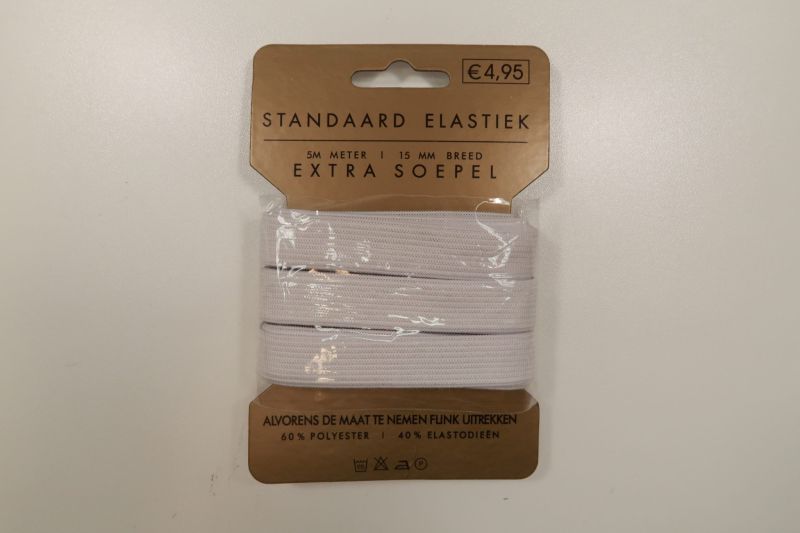 €4,95
STANDAARD ELASTIEK
5M METER | 15 MM BREED
EXTRA SOEPEL
ALVORENS DE MAAT TE NEMEN FLINK UITREKKEN
60% POLYESTER | 40% ELASTODIEËN
P